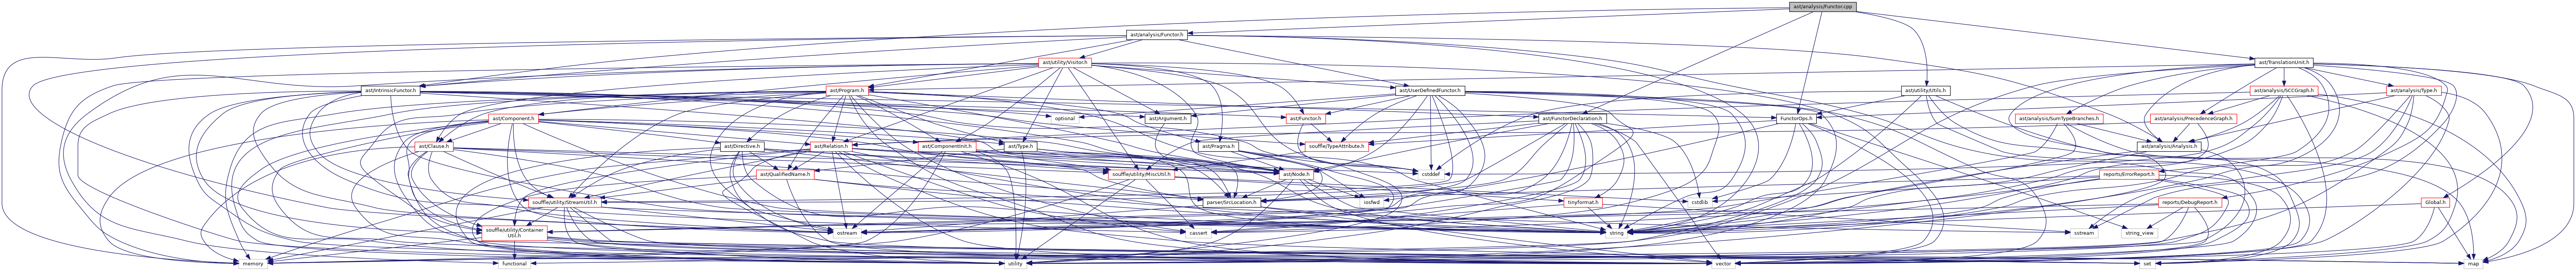 ast/analysis/Functor.cpp
ast/analysis/Functor.h
ast/utility/Visitor.h
ast/TranslationUnit.h
ast/IntrinsicFunctor.h
ast/Program.h
ast/UserDefinedFunctor.h
ast/utility/Utils.h
ast/analysis/SCCGraph.h
ast/analysis/Type.h
ast/Component.h
optional
ast/Argument.h
ast/Functor.h
ast/FunctorDeclaration.h
FunctorOps.h
ast/analysis/SumTypeBranches.h
ast/analysis/PrecedenceGraph.h
ast/Clause.h
ast/Directive.h
ast/Relation.h
ast/ComponentInit.h
ast/Type.h
ast/Pragma.h
souffle/TypeAttribute.h
ast/analysis/Analysis.h
ast/QualifiedName.h
souffle/utility/MiscUtil.h
ast/Node.h
cstddef
reports/ErrorReport.h
souffle/utility/StreamUtil.h
parser/SrcLocation.h
iosfwd
tinyformat.h
cstdlib
reports/DebugReport.h
Global.h
souffle/utility/Container
Util.h
ostream
cassert
string
sstream
string_view
memory
functional
utility
vector
set
map